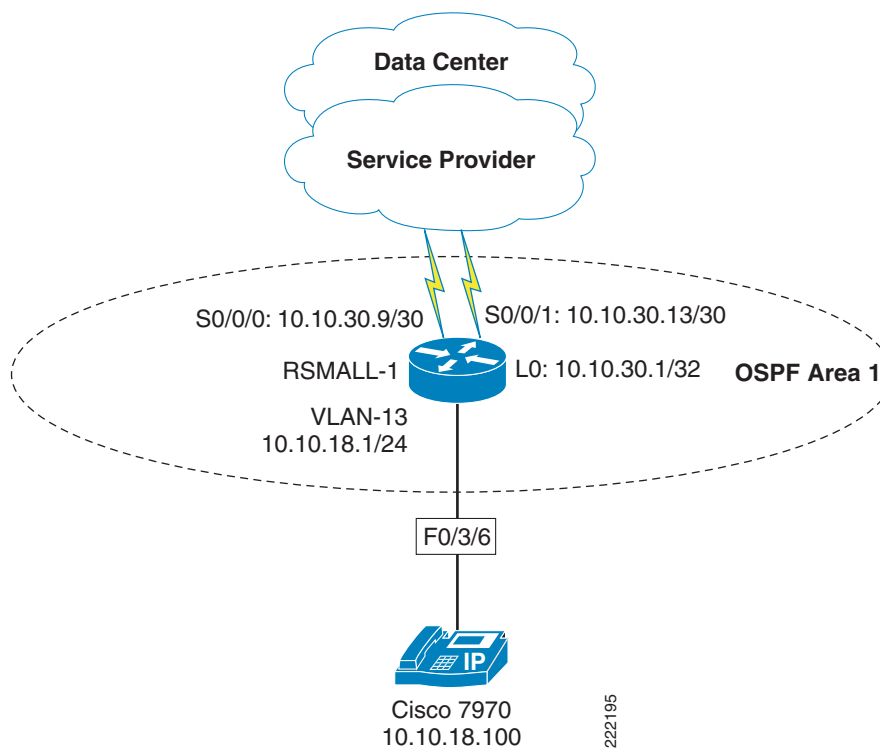 Data Center
Service Provider
S0/0/0: 10.10.30.9/30
S0/0/1: 10.10.30.13/30
RSMALL-1
L0: 10.10.30.1/32
OSPF Area 1
VLAN-13
10.10.18.1/24
F0/3/6
IP
Cisco 7970
10.10.18.100
222195